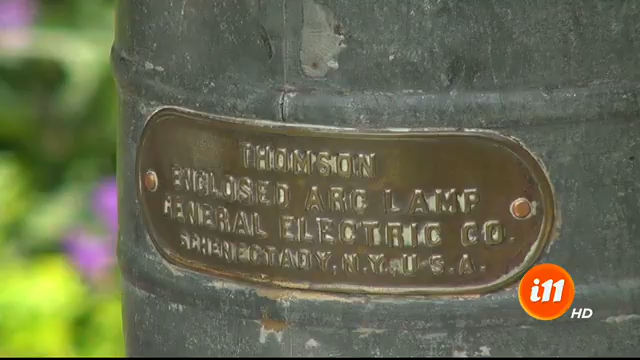 THOMSON
ENCLOSED ARC LAMP
GENERAL ELECTRIC CO.
SCHENECTADY, N.Y. U-S.A.
i11
HD